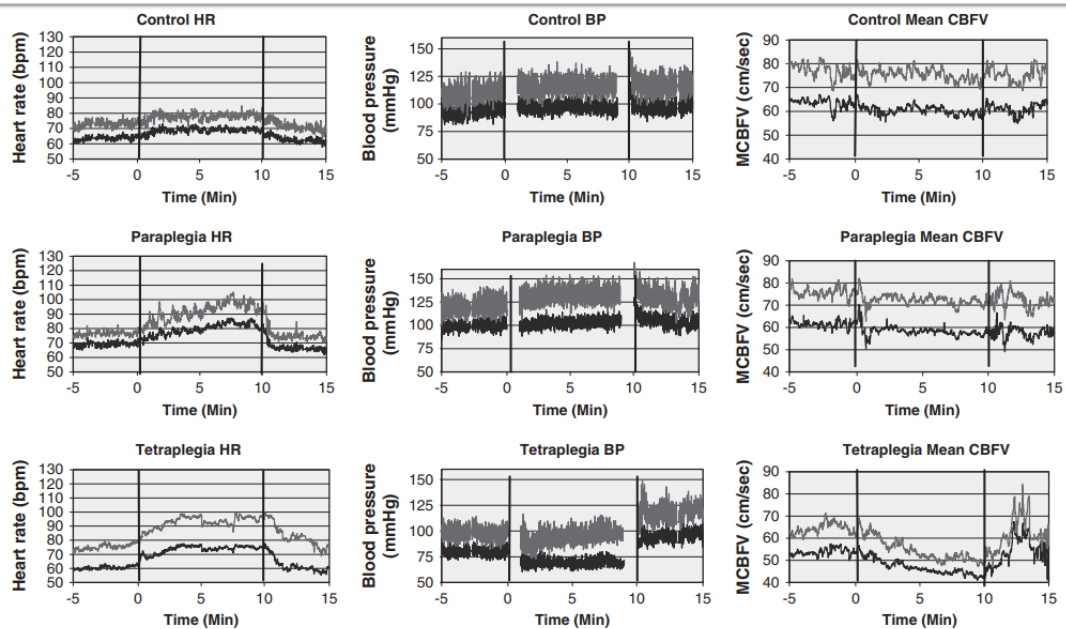 Control HR
Control BP
Control Mean CBFV
Heart rate (bpm)
130
120
110
100
90
80
70
60
50
-5 0 5 10 15
Time (Min)
Blood pressure
(mmHg)
150
125
100
75
50
-5 0 5 10 15
Time (Min)
MCBFV (cm/sec)
90
80
70
60
50
40
-5 0 5 10 15
Time (Min)
Paraplegia HR
Paraplegia BP
Paraplegia Mean CBFV
Heart rate (bpm)
130
120
110
100
90
80
70
60
50
-5 0 5 10 15
Time (Min)
Blood pressure
(mmHg)
150
125
100
75
50
-5 0 5 10 15
Time (Min)
MCBFV (cm/sec)
90
80
70
60
50
40
-5 0 5 10 15
Time (Min)
Tetraplegia HR
Tetraplegia BP
Tetraplegia Mean CBFV
Heart rate (bpm)
130
120
110
100
90
80
70
60
50
-5 0 5 10 15
Time (Min)
Blood pressure
(mmHg)
150
125
100
75
50
-5 0 5 10 15
Time (Min)
MCBFV (cm/sec)
90
80
70
60
50
40
-5 0 5 10 15
Time (Min)